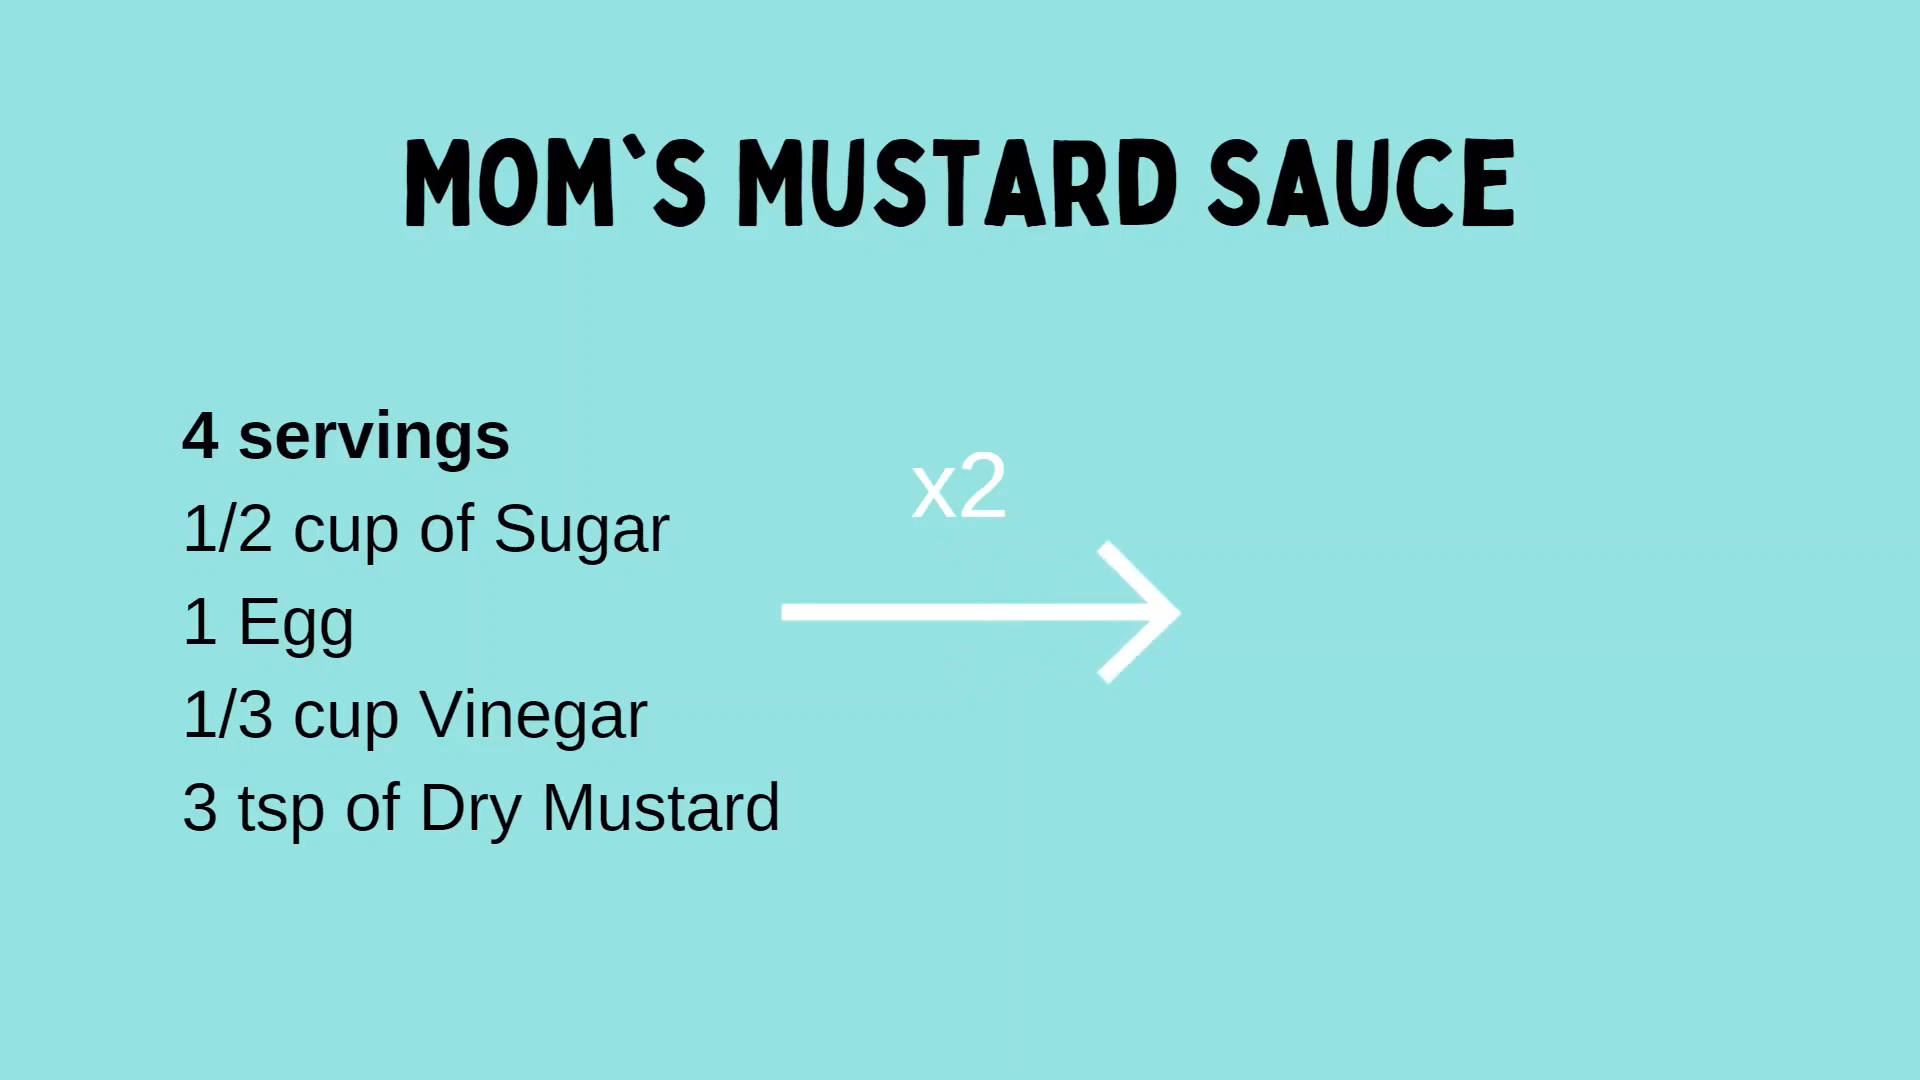 MOM`S MUSTARD SAUCE
4 servings
1/2 cup of Sugar
1 Egg
1/3 cup Vinegar
3 tsp of Dry Mustard
x2